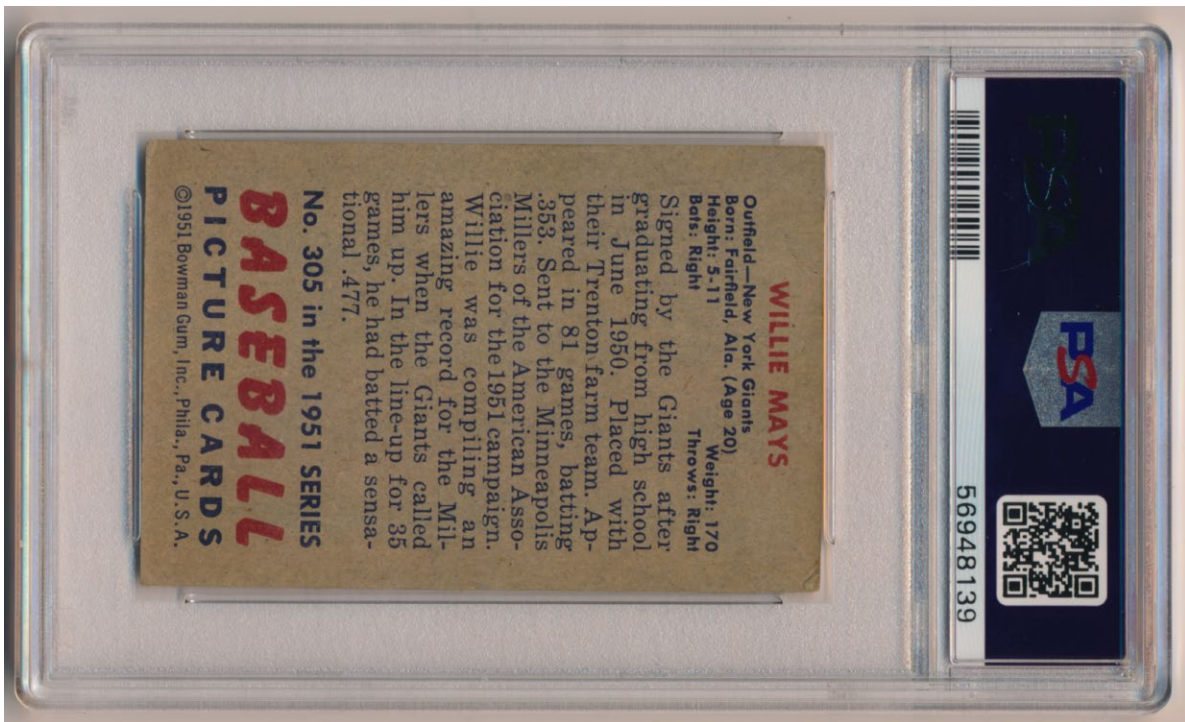 WILLIE MAYS
Outfield—New York Giants
Born: Fairfield, Ala. (Age 20)
Height: 5-11 Weight: 170
Bats: Right Throws: Right
Signed by the Giants after
graduating from high school
in June 1950. Placed with
their Trenton farm team. Ap-
peared in 81 games, batting
.353. Sent to the Minneapolis
Millers of the American Asso-
ciation for the 1951 campaign.
Willie was compiling an
amazing record for the Mil-
lers when the Giants called
him up. In the line-up for 35
games, he had batted a sensa-
tional .477.
No. 305 in the 1951 SERIES
BASEBALL
PICTURE CARDS
©1951 Bowman Gum, Inc., Phila., Pa., U.S.A.
PSA
PSA
56948139